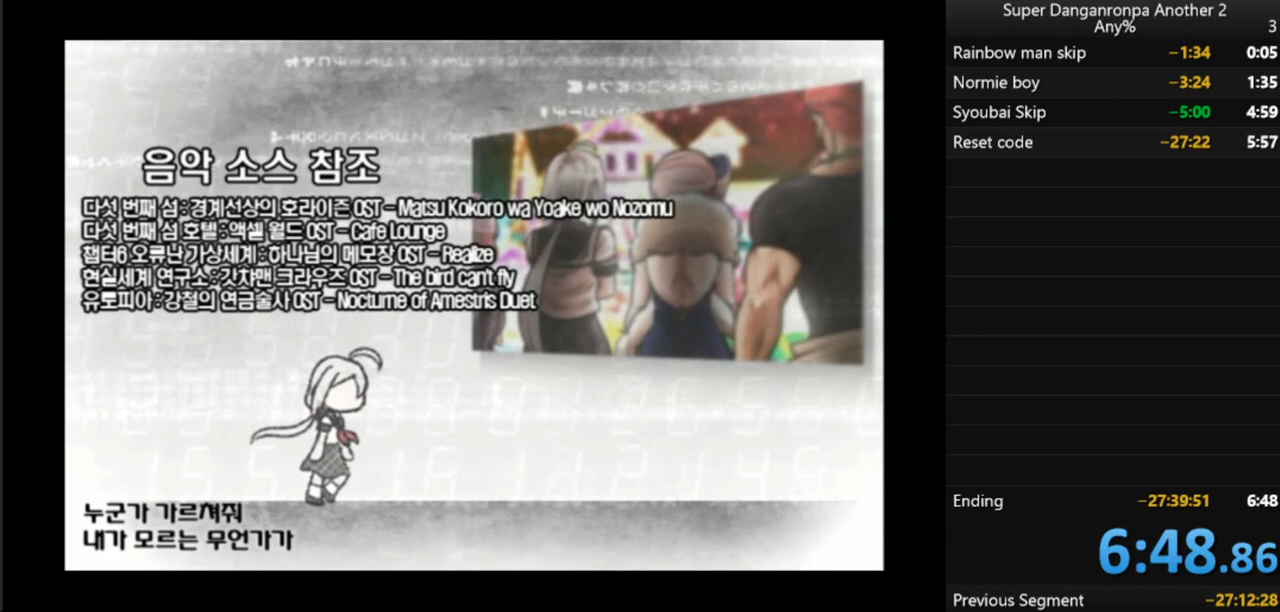 음악 소스 참조
다섯 번째 섬 : 경계선상의 호라이즌 OST - Matsu Kokoro wa Yoake wo Nozomu
다섯 번째 섬 호텔 : 액셀 월드 OST - Cafe Lounge
챕터6 오류난 가상세계 : 하나님의 메모장 OST - Realize
현실세계 연구소 : 갓챠맨 크라우즈 OST - The bird can't fly
유토피아 : 강철의 연금술사 OST - Nocturne of Amestris Duet
누군가 가르쳐줘
내가 모르는 무언가가
Super Danganronpa Another 2
Any% 3
Rainbow man skip -1:34 0:05
Normie boy -3:24 1:35
Syoubai Skip -5:00 4:59
Reset code -27:22 5:57
Ending -27:39:51 6:48
6:48.86
Previous Segment -27:12:28